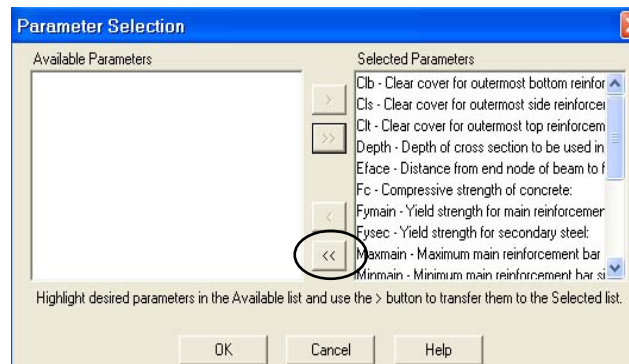 Parameter Selection
Available Parameters
Selected Parameters
Clb - Clear cover for outermost bottom reinfor
Cls - Clear cover for outermost side reinforcer
Clt - Clear cover for outermost top reinforcem
Depth - Depth of cross section to be used in
Eface - Distance from end node of beam to f
Fc - Compressive strength of concrete:
Fymain - Yield strength for main reinforcemer
Fysec - Yield strength for secondary steel:
Maxmain - Maximum main reinforcement bar
Minmain - Minimum main reinforcement bar si
>
>>
<
<<
Highlight desired parameters in the Available list and use the > button to transfer them to the Selected list.
OK
Cancel
Help